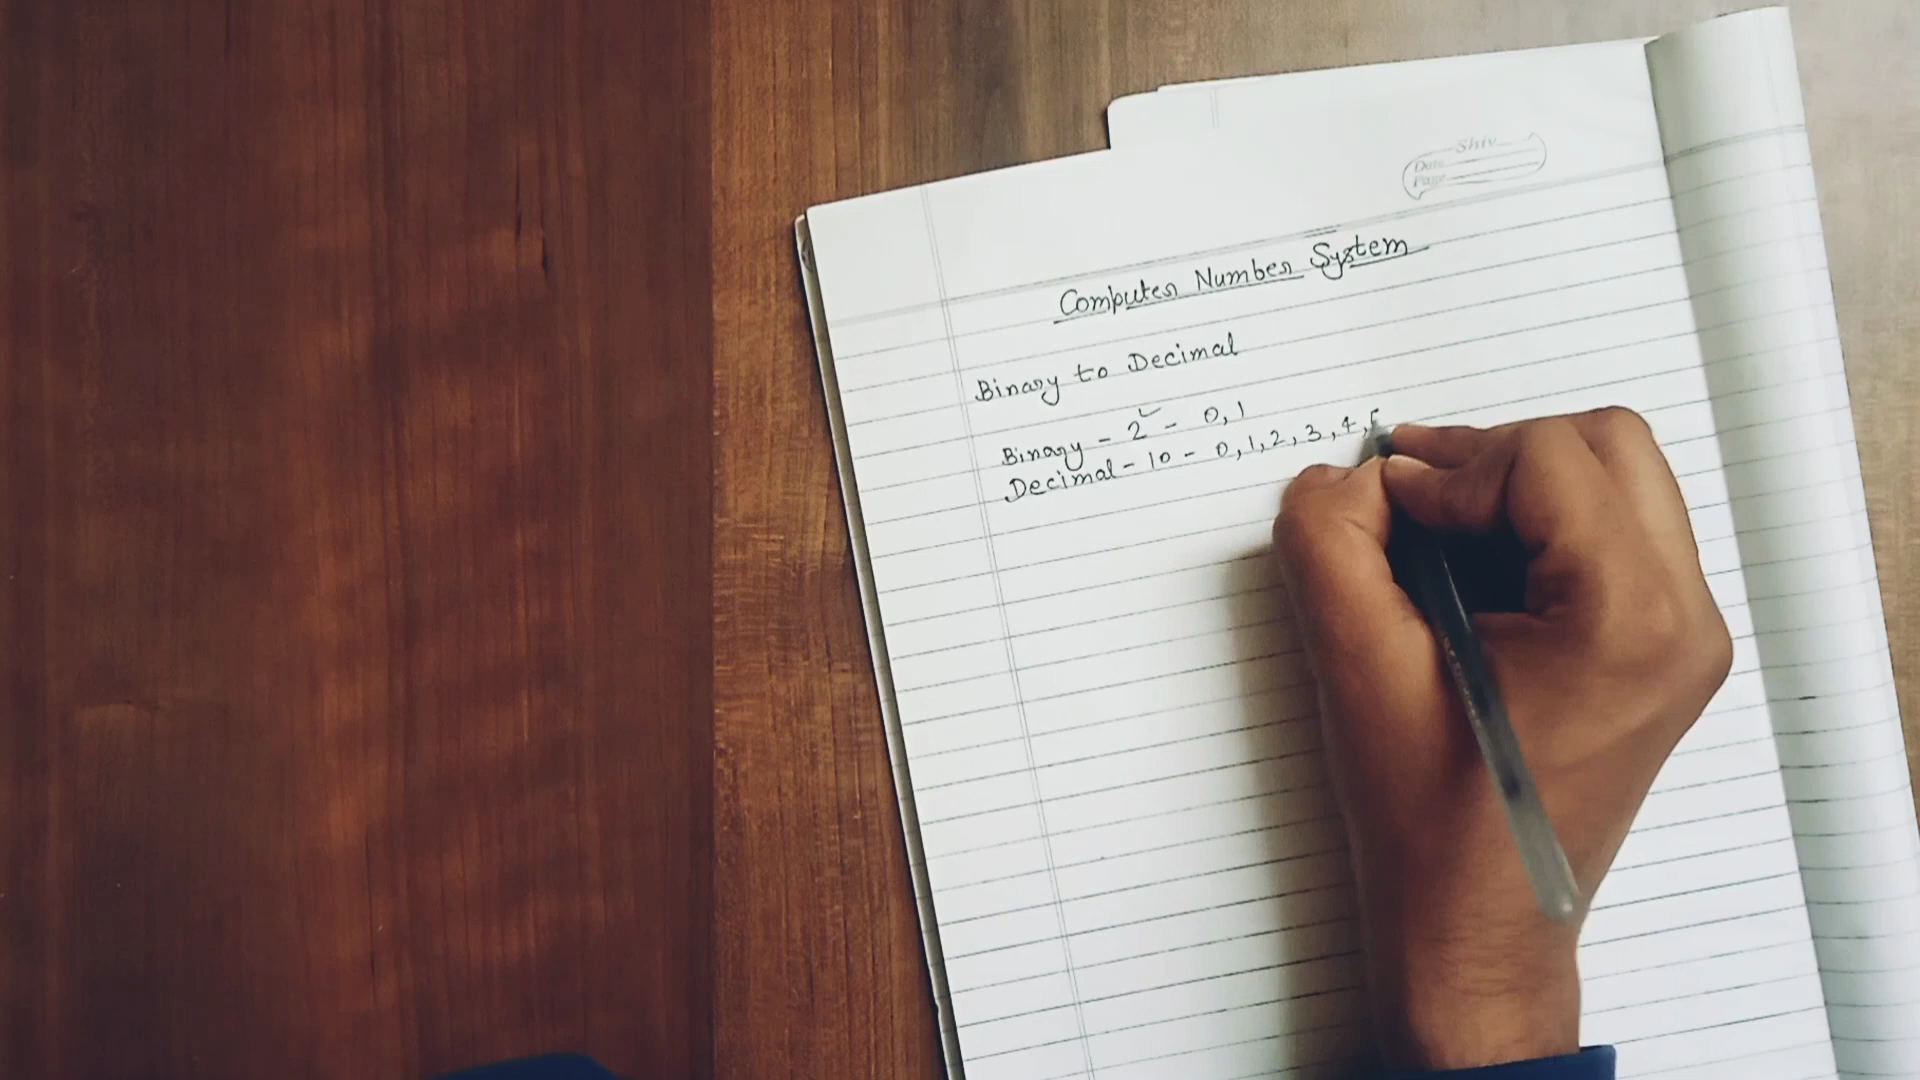 Shiv
Date
Page
Computer Number System
Binary to Decimal
Binary - 2 - 0, 1
Decimal - 10 - 0, 1, 2, 3, 4, 5